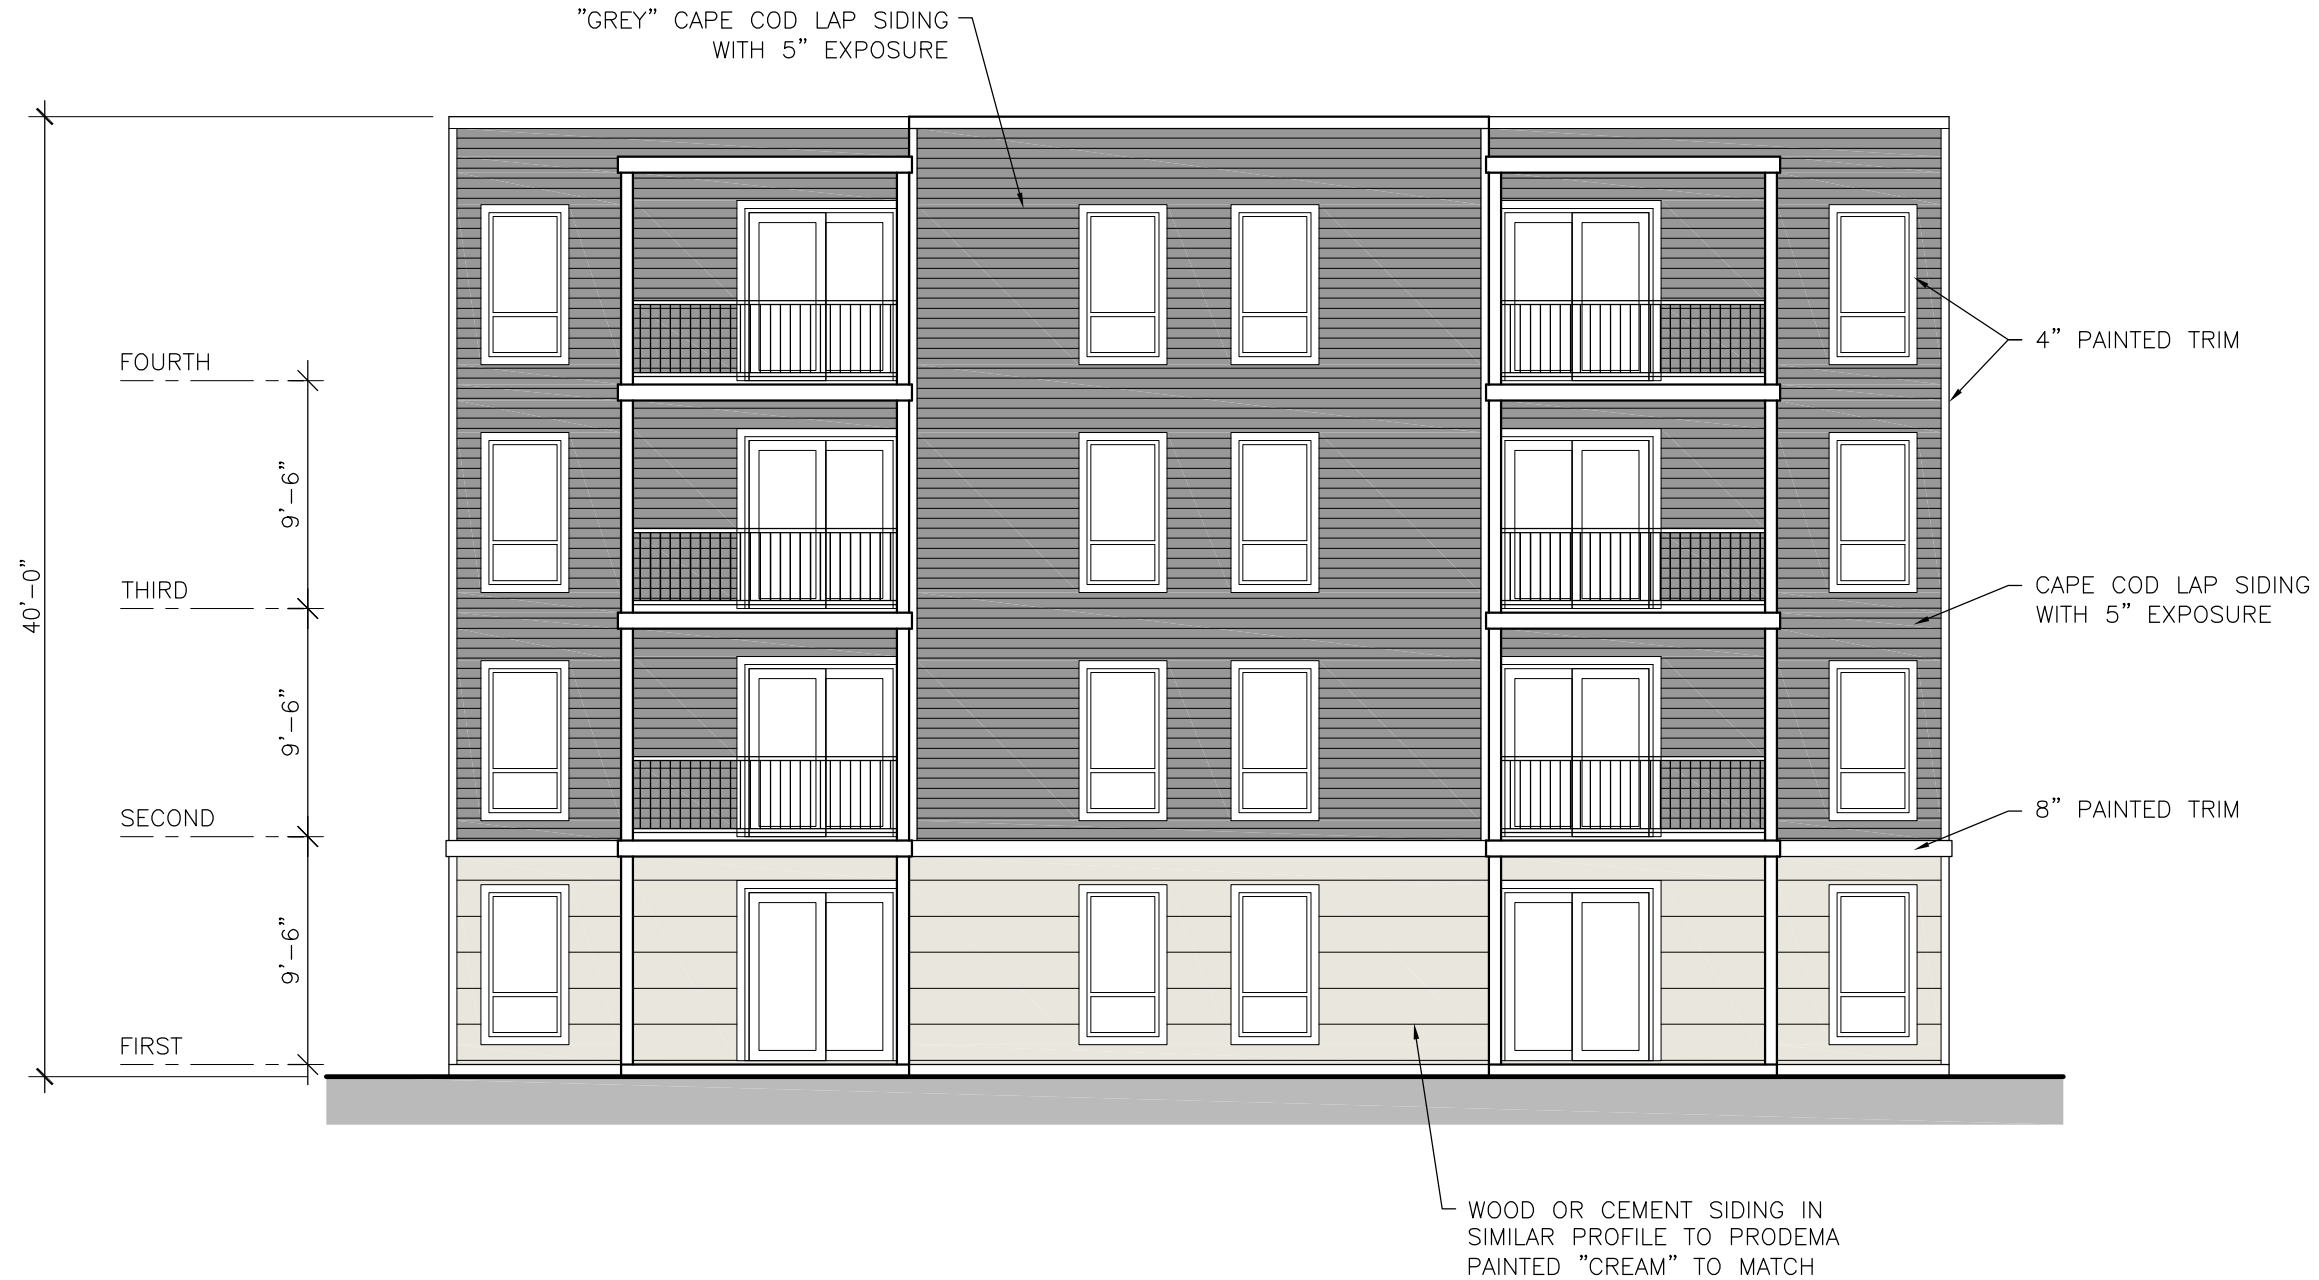 ”GREY” CAPE COD LAP SIDING
WITH 5” EXPOSURE
FOURTH
4” PAINTED TRIM
9’-6”
40’-0”
THIRD
CAPE COD LAP SIDING
WITH 5” EXPOSURE
9’-6”
SECOND
8” PAINTED TRIM
9’-6”
FIRST
WOOD OR CEMENT SIDING IN
SIMILAR PROFILE TO PRODEMA
PAINTED ”CREAM” TO MATCH